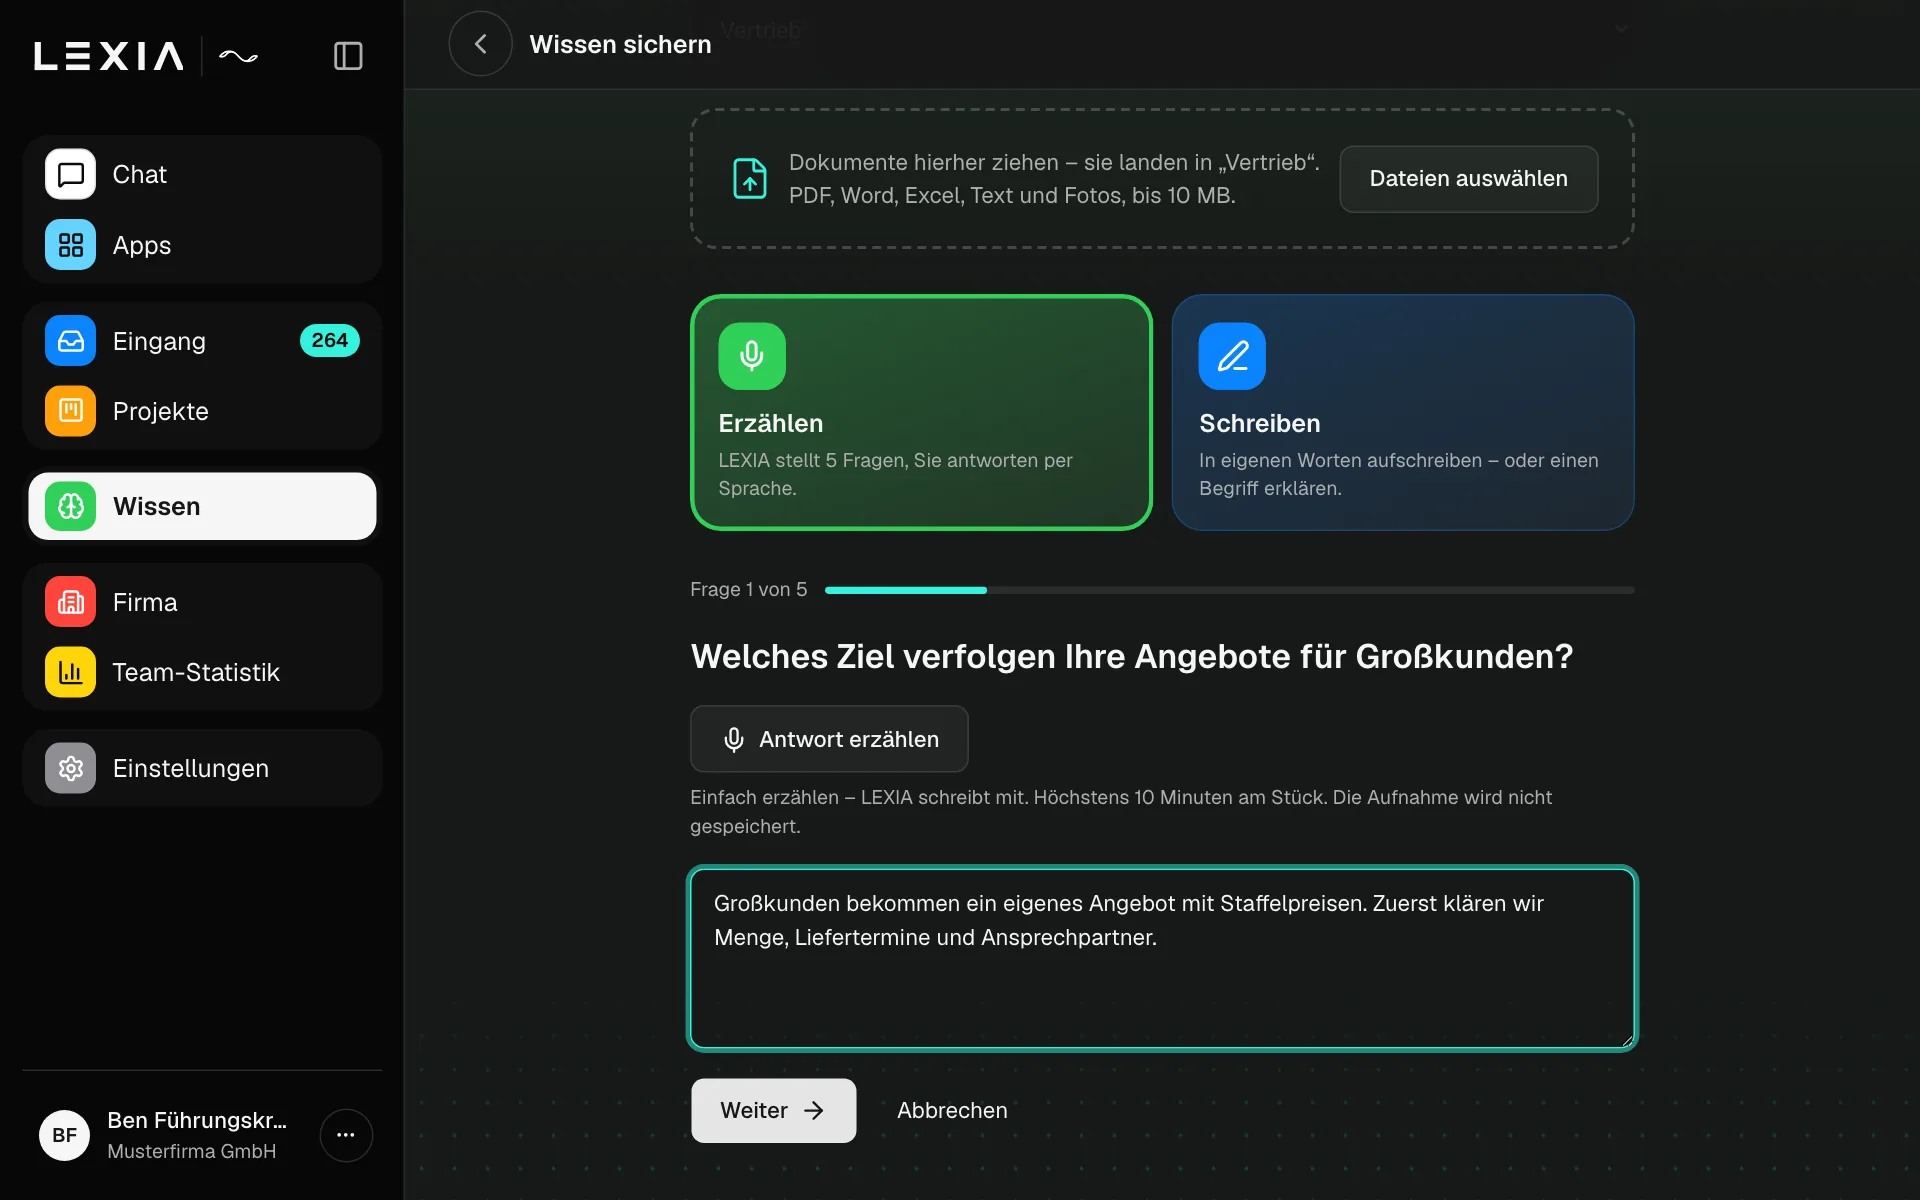 LEXIA
Chat
Apps
Eingang
264
Projekte
Wissen
Firma
Team-Statistik
Einstellungen
BF
Ben Führungskr...
Musterfirma GmbH
Vertrieb
Wissen sichern
Dokumente hierher ziehen – sie landen in „Vertrieb“.
PDF, Word, Excel, Text und Fotos, bis 10 MB.
Dateien auswählen
Erzählen
LEXIA stellt 5 Fragen, Sie antworten per
Sprache.
Schreiben
In eigenen Worten aufschreiben – oder einen
Begriff erklären.
Frage 1 von 5
Welches Ziel verfolgen Ihre Angebote für Großkunden?
Antwort erzählen
Einfach erzählen – LEXIA schreibt mit. Höchstens 10 Minuten am Stück. Die Aufnahme wird nicht
gespeichert.
Großkunden bekommen ein eigenes Angebot mit Staffelpreisen. Zuerst klären wir
Menge, Liefertermine und Ansprechpartner.
Weiter
Abbrechen